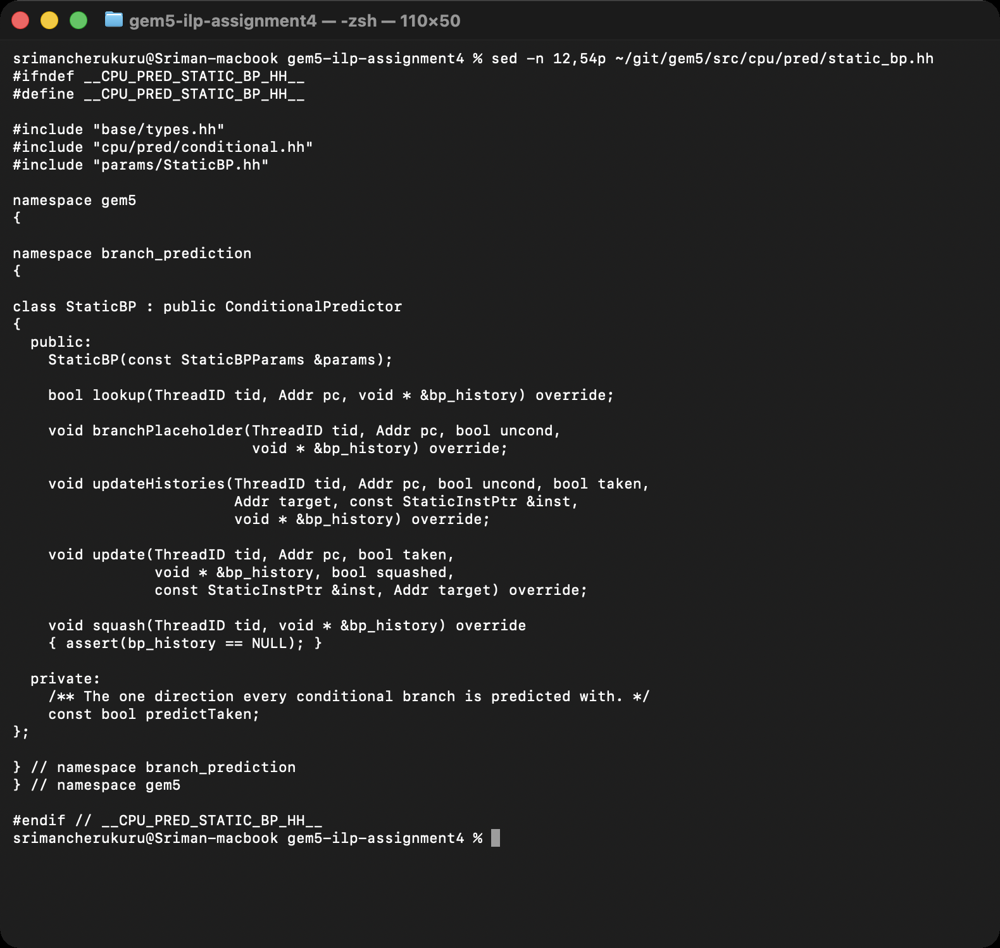 gem5-ilp-assignment4 — -zsh — 110×50
srimancherukuru@Sriman-macbook gem5-ilp-assignment4 % sed -n 12,54p ~/git/gem5/src/cpu/pred/static_bp.hh
#ifndef __CPU_PRED_STATIC_BP_HH__
#define __CPU_PRED_STATIC_BP_HH__

#include "base/types.hh"
#include "cpu/pred/conditional.hh"
#include "params/StaticBP.hh"

namespace gem5
{

namespace branch_prediction
{

class StaticBP : public ConditionalPredictor
{
  public:
    StaticBP(const StaticBPParams &params);

    bool lookup(ThreadID tid, Addr pc, void * &bp_history) override;

    void branchPlaceholder(ThreadID tid, Addr pc, bool uncond,
                           void * &bp_history) override;

    void updateHistories(ThreadID tid, Addr pc, bool uncond, bool taken,
                         Addr target, const StaticInstPtr &inst,
                         void * &bp_history) override;

    void update(ThreadID tid, Addr pc, bool taken,
                void * &bp_history, bool squashed,
                const StaticInstPtr &inst, Addr target) override;

    void squash(ThreadID tid, void * &bp_history) override
    { assert(bp_history == NULL); }

  private:
    /** The one direction every conditional branch is predicted with. */
    const bool predictTaken;
};

} // namespace branch_prediction
} // namespace gem5

#endif // __CPU_PRED_STATIC_BP_HH__
srimancherukuru@Sriman-macbook gem5-ilp-assignment4 %